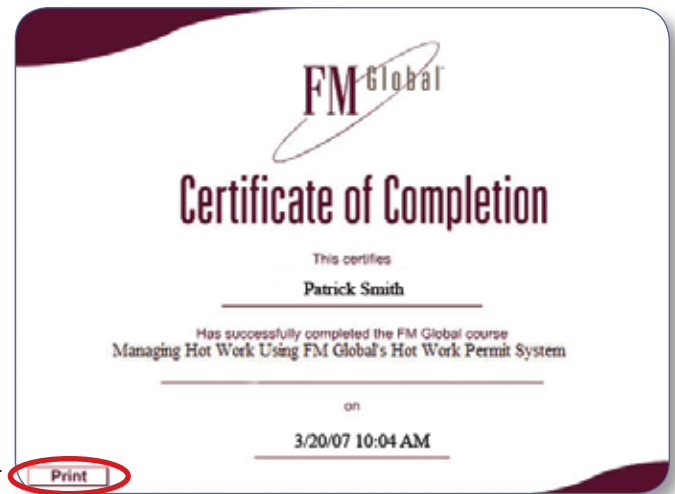 FM Global
Certificate of Completion
This certifies
Patrick Smith
Has successfully completed the FM Global course
Managing Hot Work Using FM Global's Hot Work Permit System
on
3/20/07 10:04 AM
Print